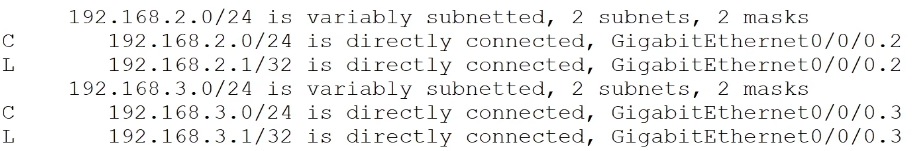 192.168.2.0/24 is variably subnetted, 2 subnets, 2 masks
C 192.168.2.0/24 is directly connected, GigabitEthernet0/0/0.2
L 192.168.2.1/32 is directly connected, GigabitEthernet0/0/0.2
192.168.3.0/24 is variably subnetted, 2 subnets, 2 masks
C 192.168.3.0/24 is directly connected, GigabitEthernet0/0/0.3
L 192.168.3.1/32 is directly connected, GigabitEthernet0/0/0.3